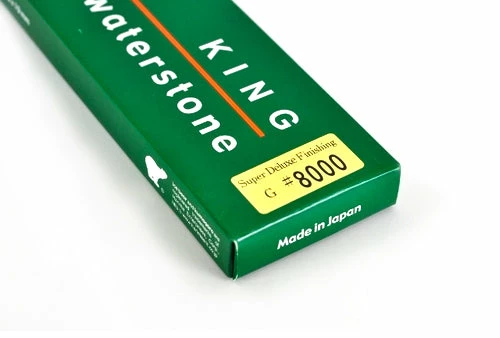 KING
waterstone
Super Deluxe Finishing
G #8000
Made in Japan